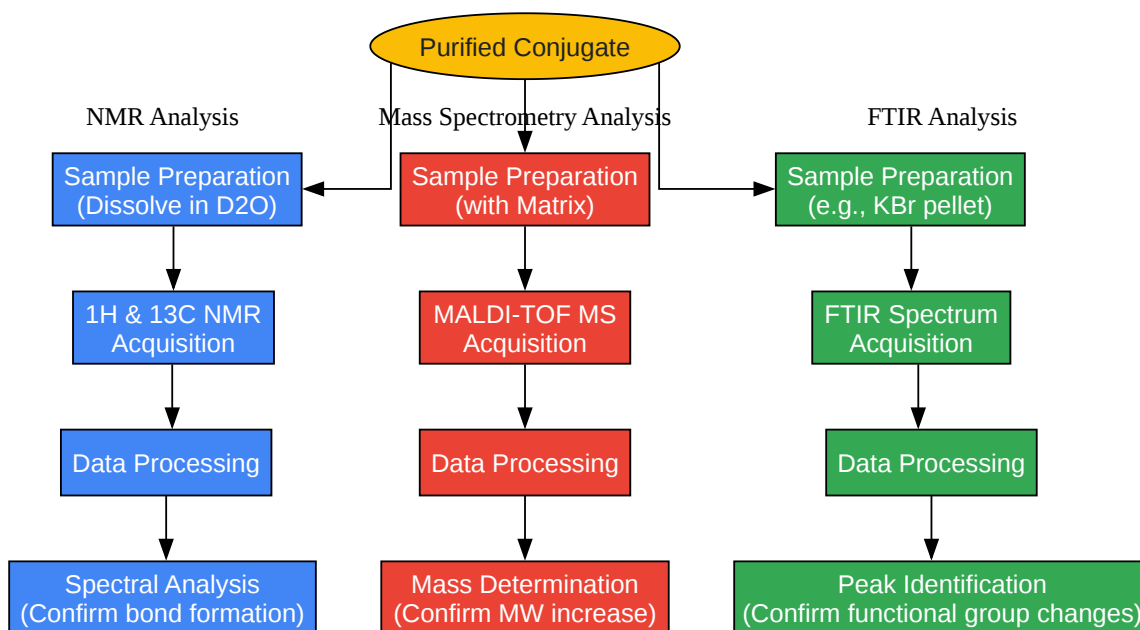 Purified Conjugate
NMR Analysis
Mass Spectrometry Analysis
FTIR Analysis
Sample Preparation
(Dissolve in D2O)
Sample Preparation
(with Matrix)
Sample Preparation
(e.g., KBr pellet)
1H & 13C NMR
Acquisition
MALDI-TOF MS
Acquisition
FTIR Spectrum
Acquisition
Data Processing
Data Processing
Data Processing
Spectral Analysis
(Confirm bond formation)
Mass Determination
(Confirm MW increase)
Peak Identification
(Confirm functional group changes)